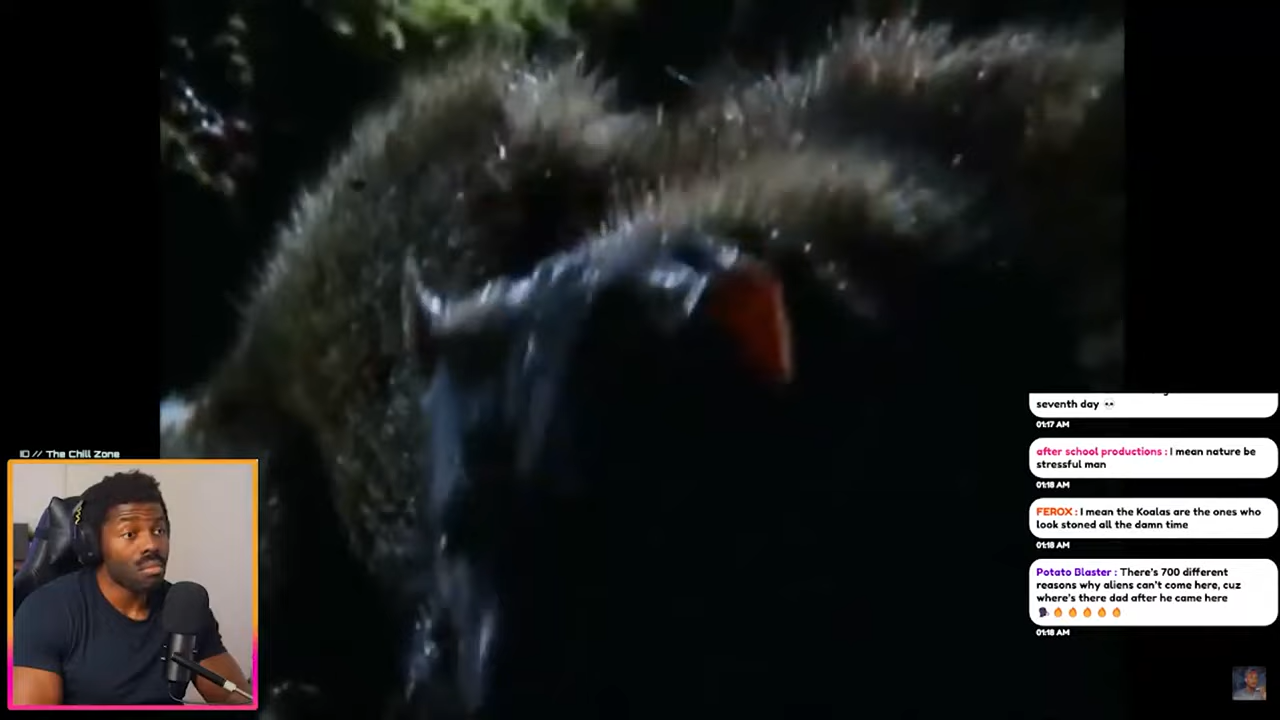 ID // The Chill Zone
seventh day 💀
01:17 AM
after school productions : I mean nature be
stressful man
01:18 AM
FEROX : I mean the Koalas are the ones who
look stoned all the damn time
01:18 AM
Potato Blaster : There's 700 different
reasons why aliens can't come here, cuz
where's there dad after he came here
🗣🔥🔥🔥🔥🔥
01:18 AM